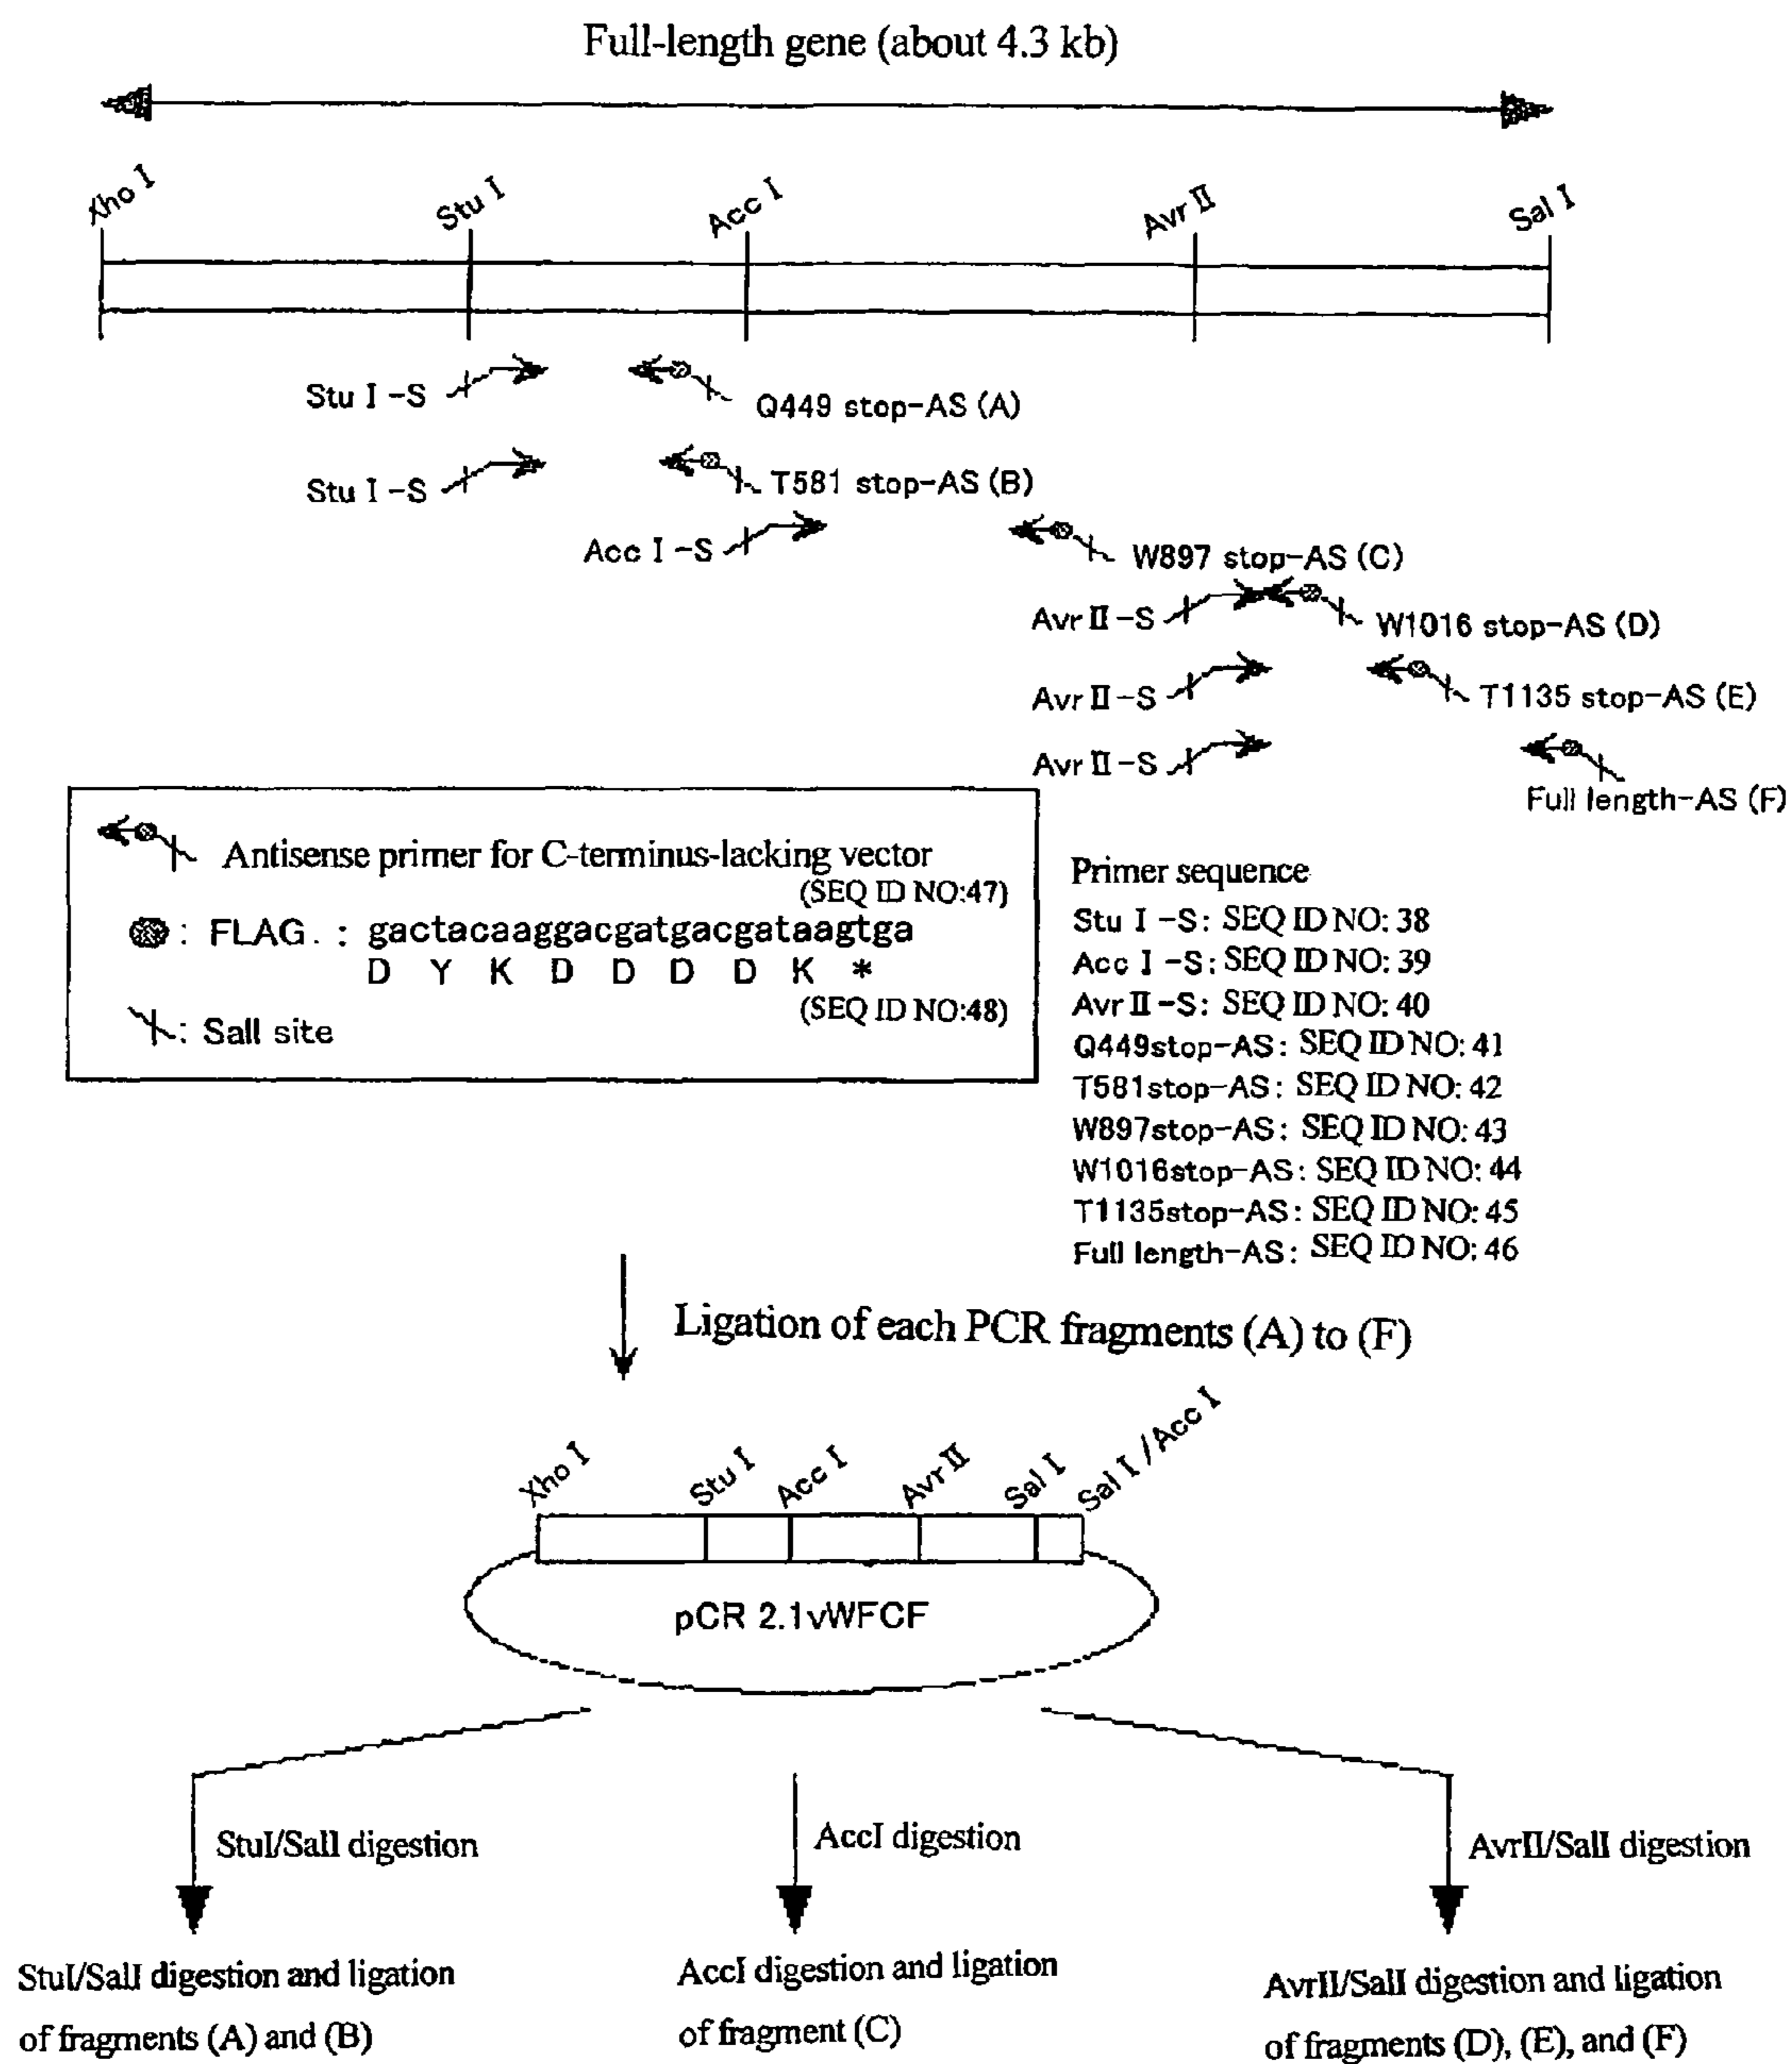 Full-length gene (about 4.3 kb)
Xho I
Stu I
Acc I
Avr II
Sal I
Stu I -S
Q449 stop-AS (A)
Stu I -S
T581 stop-AS (B)
Acc I -S
W897 stop-AS (C)
Avr II -S
W1016 stop-AS (D)
Avr II -S
T1135 stop-AS (E)
Avr II -S
Full length-AS (F)
Antisense primer for C-terminus-lacking vector
(SEQ ID NO:47)
: FLAG. : gactacaaggacgatgacgataagtga
D Y K D D D D K *
(SEQ ID NO:48)
: SalI site
Primer sequence
Stu I -S: SEQ ID NO: 38
Acc I -S: SEQ ID NO: 39
Avr II -S: SEQ ID NO: 40
Q449stop-AS: SEQ ID NO: 41
T581stop-AS: SEQ ID NO: 42
W897stop-AS: SEQ ID NO: 43
W1016stop-AS: SEQ ID NO: 44
T1135stop-AS: SEQ ID NO: 45
Full length-AS: SEQ ID NO: 46
Ligation of each PCR fragments (A) to (F)
Xho I
Stu I
Acc I
Avr II
Sal I
Sal I / Acc I
pCR 2.1vWFCF
StuI/SalI digestion
AccI digestion
AvrII/SalI digestion
StuI/SalI digestion and ligation
of fragments (A) and (B)
AccI digestion and ligation
of fragment (C)
AvrII/SalI digestion and ligation
of fragments (D), (E), and (F)